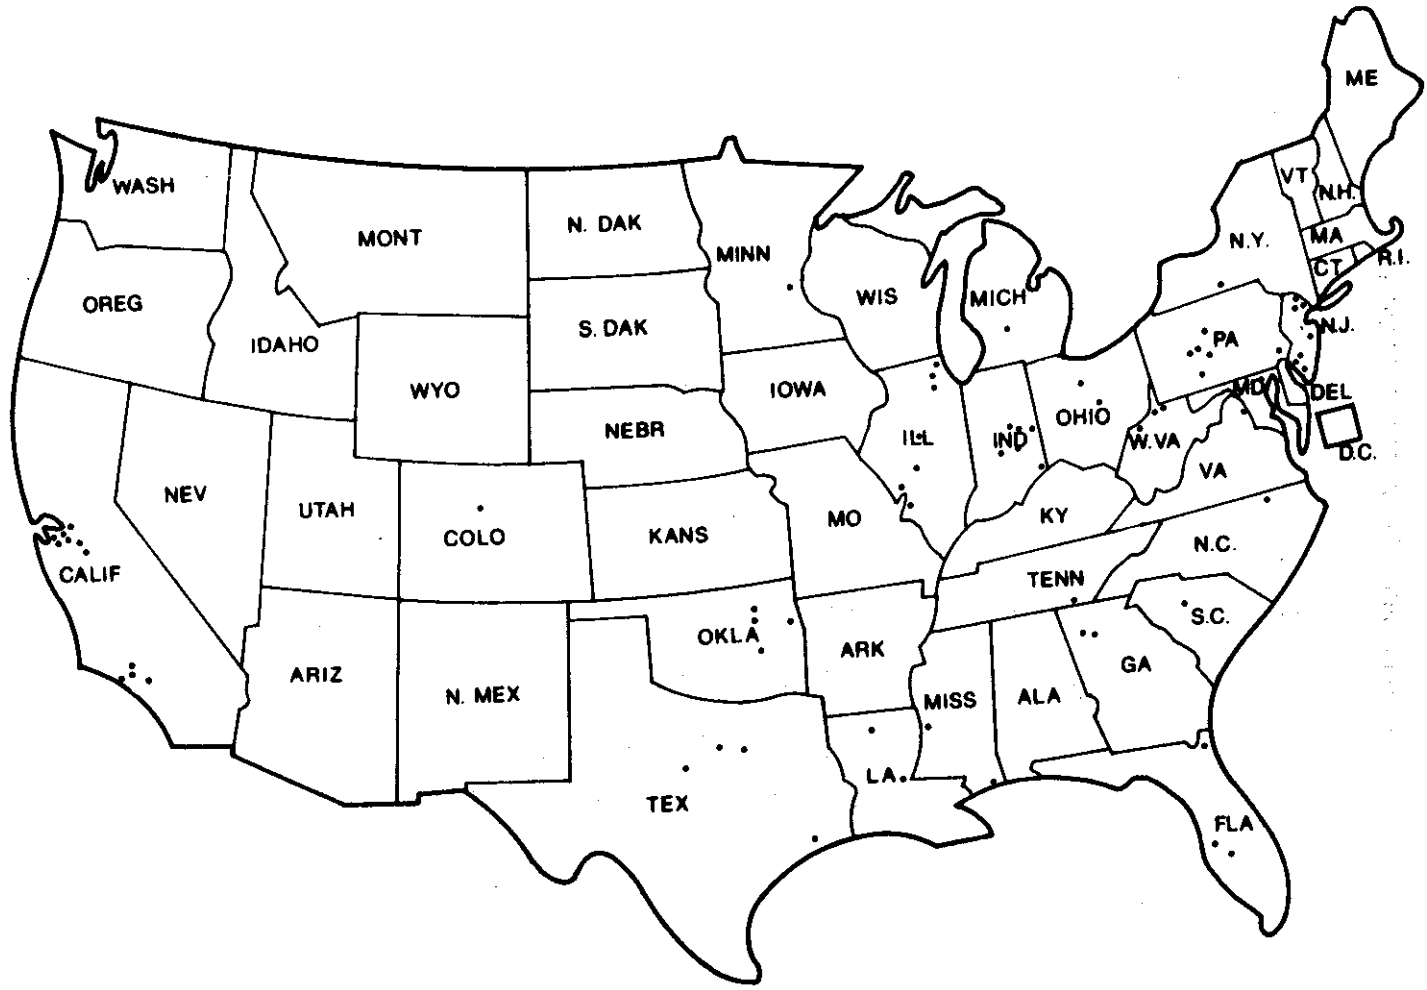 ME
VT
N.H.
WASH
MONT
N. DAK
MINN
N.Y.
MA
R.I.
CT
OREG
WIS
MICH
S. DAK
N.J.
PA
IDAHO
WYO
IOWA
MD
DEL
NEBR
ILL
IND
OHIO
W.VA
D.C.
VA
NEV
UTAH
COLO
KANS
MO
KY
N.C.
CALIF
TENN
S.C.
OKLA
ARK
GA
ARIZ
N. MEX
MISS
ALA
LA
TEX
FLA